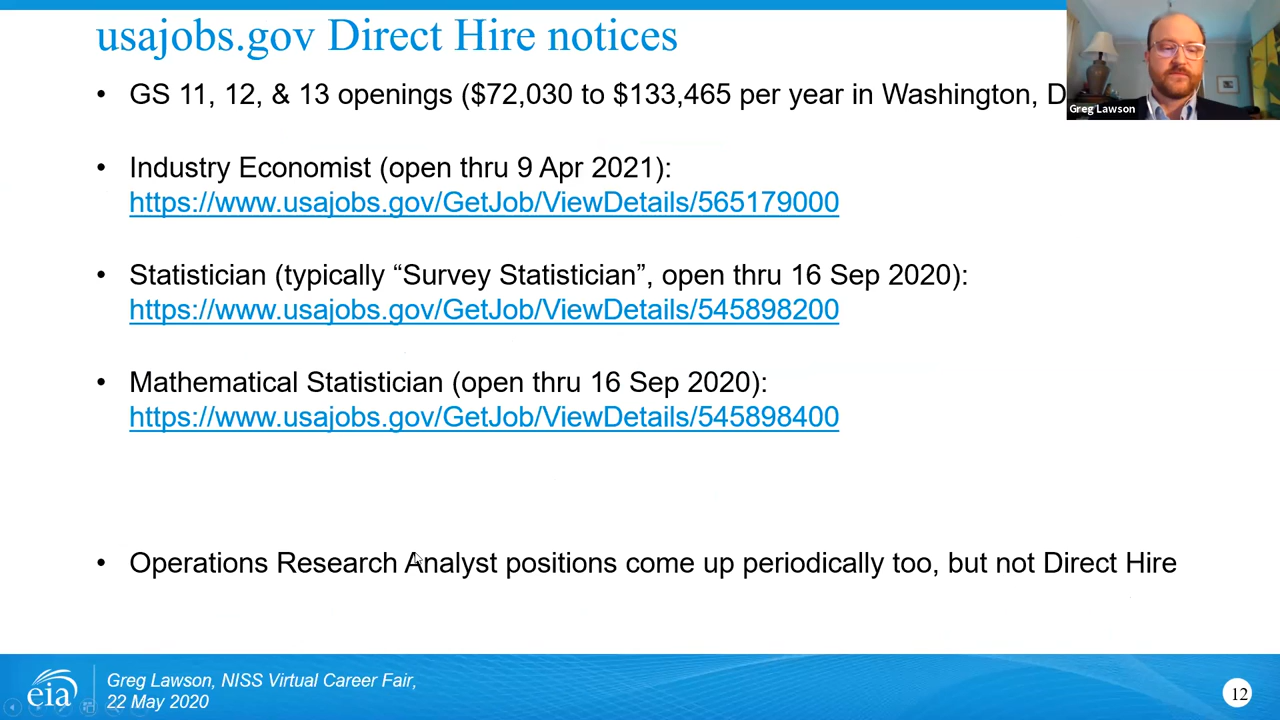 usajobs.gov Direct Hire notices
• GS 11, 12, & 13 openings ($72,030 to $133,465 per year in Washington, D
Greg Lawson
• Industry Economist (open thru 9 Apr 2021):
https://www.usajobs.gov/GetJob/ViewDetails/565179000
• Statistician (typically “Survey Statistician”, open thru 16 Sep 2020):
https://www.usajobs.gov/GetJob/ViewDetails/545898200
• Mathematical Statistician (open thru 16 Sep 2020):
https://www.usajobs.gov/GetJob/ViewDetails/545898400
• Operations Research Analyst positions come up periodically too, but not Direct Hire
eia
Greg Lawson, NISS Virtual Career Fair,
22 May 2020
12